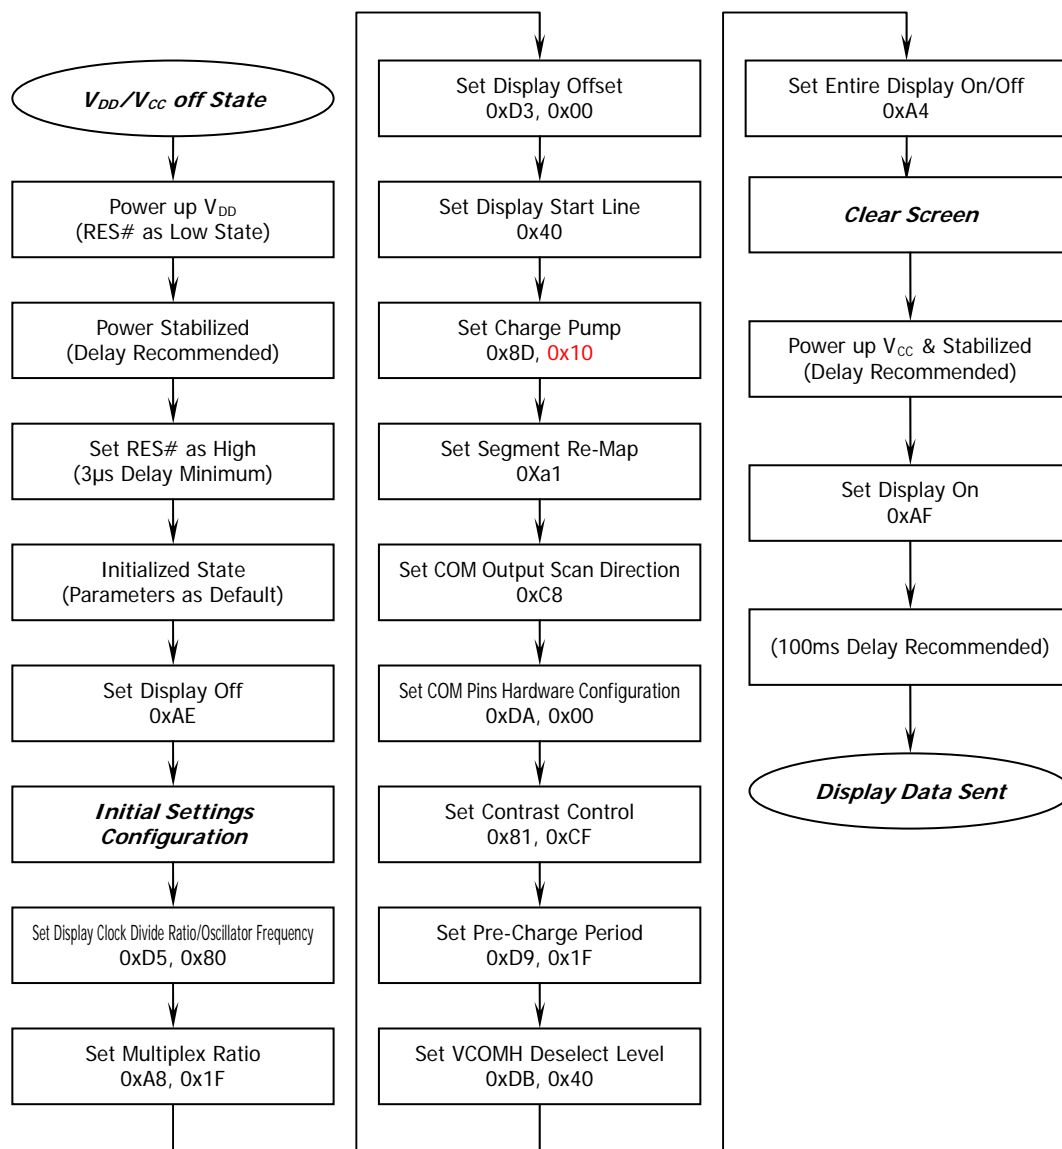 V_DD/V_CC off State
Power up V_DD
(RES# as Low State)
Power Stabilized
(Delay Recommended)
Set RES# as High
(3μs Delay Minimum)
Initialized State
(Parameters as Default)
Set Display Off
0xAE
Initial Settings
Configuration
Set Display Clock Divide Ratio/Oscillator Frequency
0xD5, 0x80
Set Multiplex Ratio
0xA8, 0x1F
Set Display Offset
0xD3, 0x00
Set Display Start Line
0x40
Set Charge Pump
0x8D, 0x10
Set Segment Re-Map
0Xa1
Set COM Output Scan Direction
0xC8
Set COM Pins Hardware Configuration
0xDA, 0x00
Set Contrast Control
0x81, 0xCF
Set Pre-Charge Period
0xD9, 0x1F
Set VCOMH Deselect Level
0xDB, 0x40
Set Entire Display On/Off
0xA4
Clear Screen
Power up V_CC & Stabilized
(Delay Recommended)
Set Display On
0xAF
(100ms Delay Recommended)
Display Data Sent